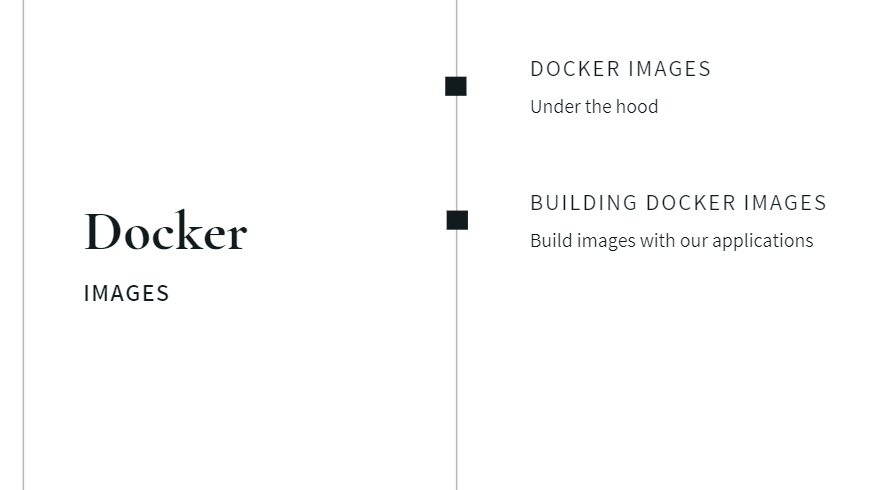 Docker
IMAGES
DOCKER IMAGES
Under the hood
BUILDING DOCKER IMAGES
Build images with our applications